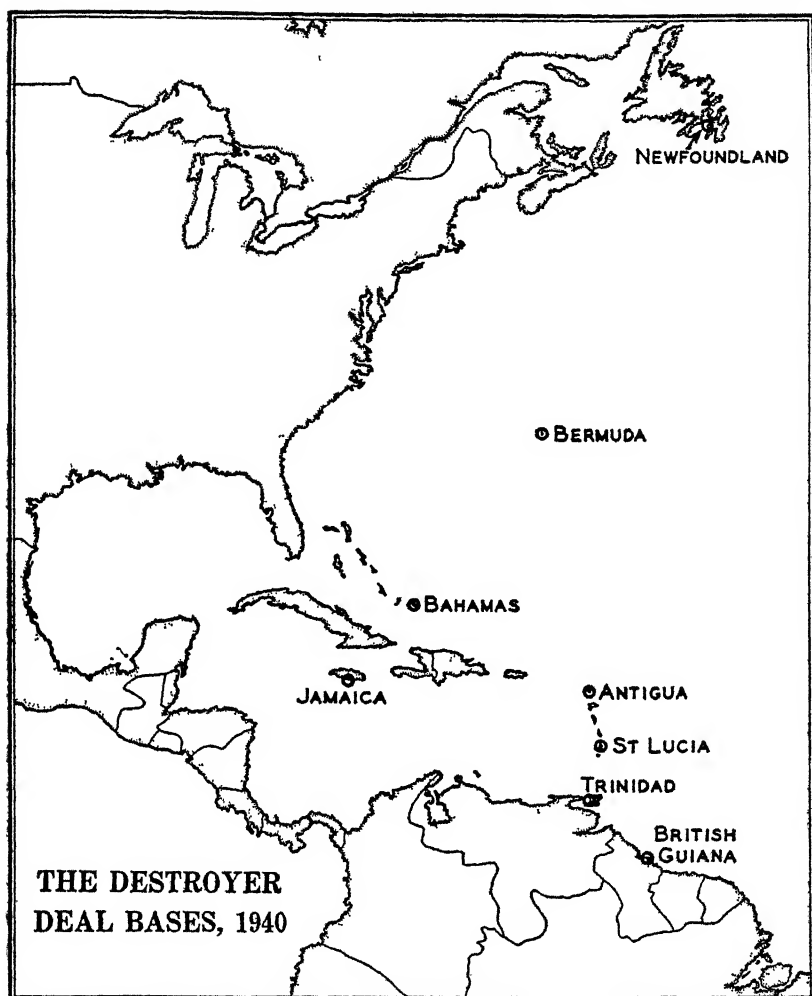 NEWFOUNDLAND
BERMUDA
BAHAMAS
JAMAICA
ANTIGUA
ST LUCIA
TRINIDAD
BRITISH
GUIANA
THE DESTROYER
DEAL BASES, 1940